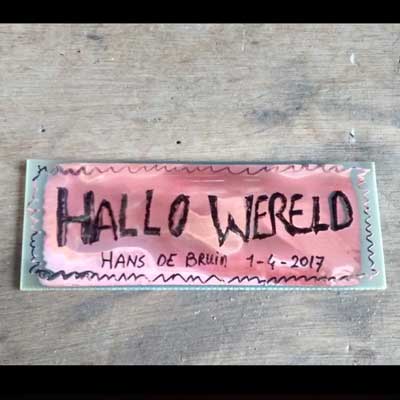 HALLO WERELD
HANS DE BRUIN 1-4-2017